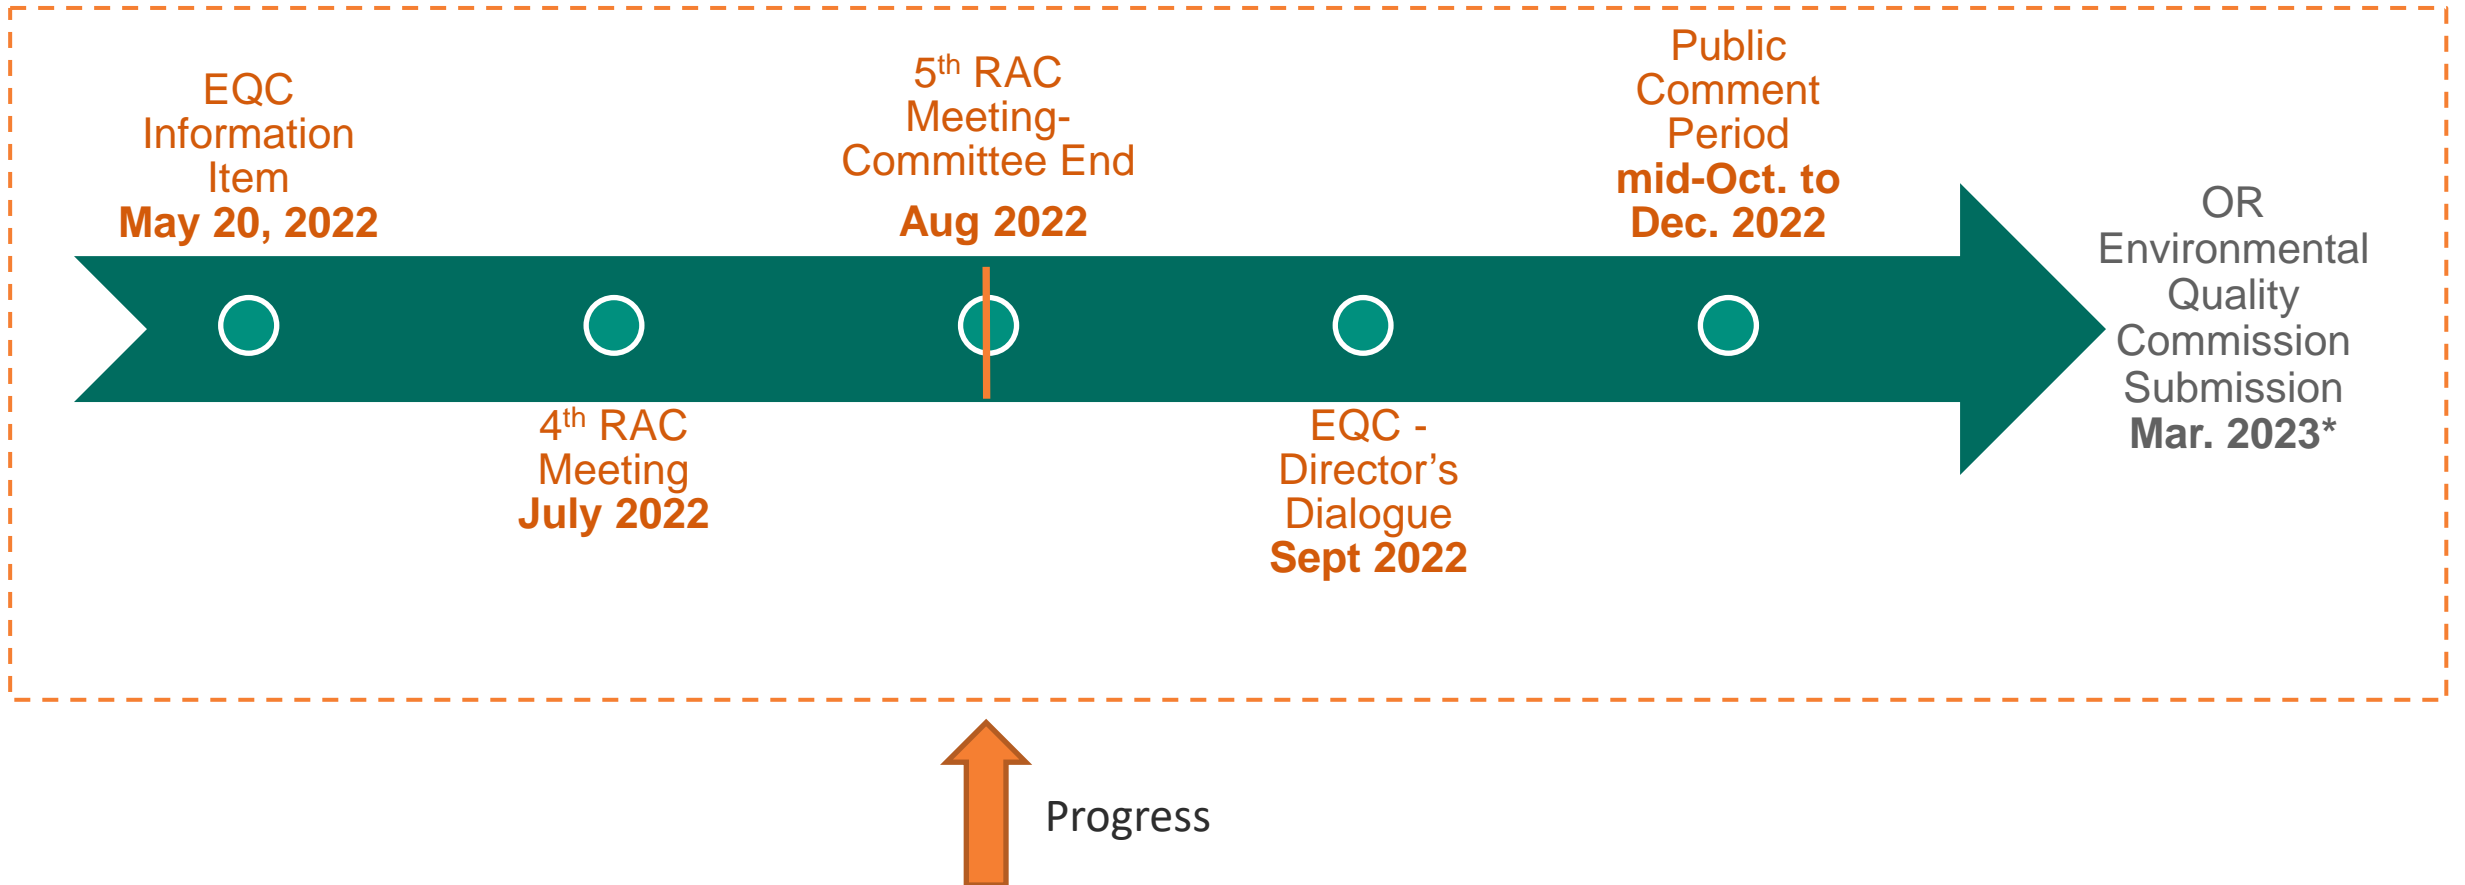 EQC
Information
Item
May 20, 2022
4th RAC
Meeting
July 2022
5th RAC
Meeting-
Committee End
Aug 2022
EQC -
Director’s
Dialogue
Sept 2022
Public
Comment
Period
mid-Oct. to
Dec. 2022
OR
Environmental
Quality
Commission
Submission
Mar. 2023*
Progress